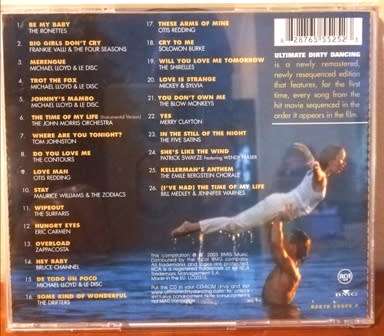 1. BE MY BABY
THE RONETTES
2. BIG GIRLS DON'T CRY
FRANKIE VALLI & THE FOUR SEASONS
3. MERENGUE
MICHAEL LLOYD & LE DISC
4. TROT THE FOX
MICHAEL LLOYD & LE DISC
5. JOHNNY'S MAMBO
MICHAEL LLOYD & LE DISC
6. THE TIME OF MY LIFE (Instrumental Version)
THE JOHN MORRIS ORCHESTRA
7. WHERE ARE YOU TONIGHT?
TOM JOHNSTON
8. DO YOU LOVE ME
THE CONTOURS
9. LOVE MAN
OTIS REDDING
10. STAY
MAURICE WILLIAMS & THE ZODIACS
11. WIPEOUT
THE SURFARIS
12. HUNGRY EYES
ERIC CARMEN
13. OVERLOAD
ZAPPACOSTA
14. HEY BABY
BRUCE CHANNEL
15. DE TODO UN POCO
MICHAEL LLOYD & LE DISC
16. SOME KIND OF WONDERFUL
THE DRIFTERS
17. THESE ARMS OF MINE
OTIS REDDING
18. CRY TO ME
SOLOMON BURKE
19. WILL YOU LOVE ME TOMORROW
THE SHIRELLES
20. LOVE IS STRANGE
MICKEY & SYLVIA
21. YOU DON'T OWN ME
THE BLOW MONKEYS
22. YES
MERRY CLAYTON
23. IN THE STILL OF THE NIGHT
THE FIVE SATINS
24. SHE'S LIKE THE WIND
PATRICK SWAYZE featuring WENDY FRASER
25. KELLERMAN'S ANTHEM
THE EMILE BERGSTEIN CHORALE
26. (I'VE HAD) THE TIME OF MY LIFE
BILL MEDLEY & JENNIFER WARNES
This compilation ℗ © 2003 BMG Music
8 28765 55252
ULTIMATE DIRTY DANCING
is a newly remastered,
newly resequenced edition
that features, for the first
time, every song from the
hit movie sequenced in the
order it appears in the film.
RCA
BMG